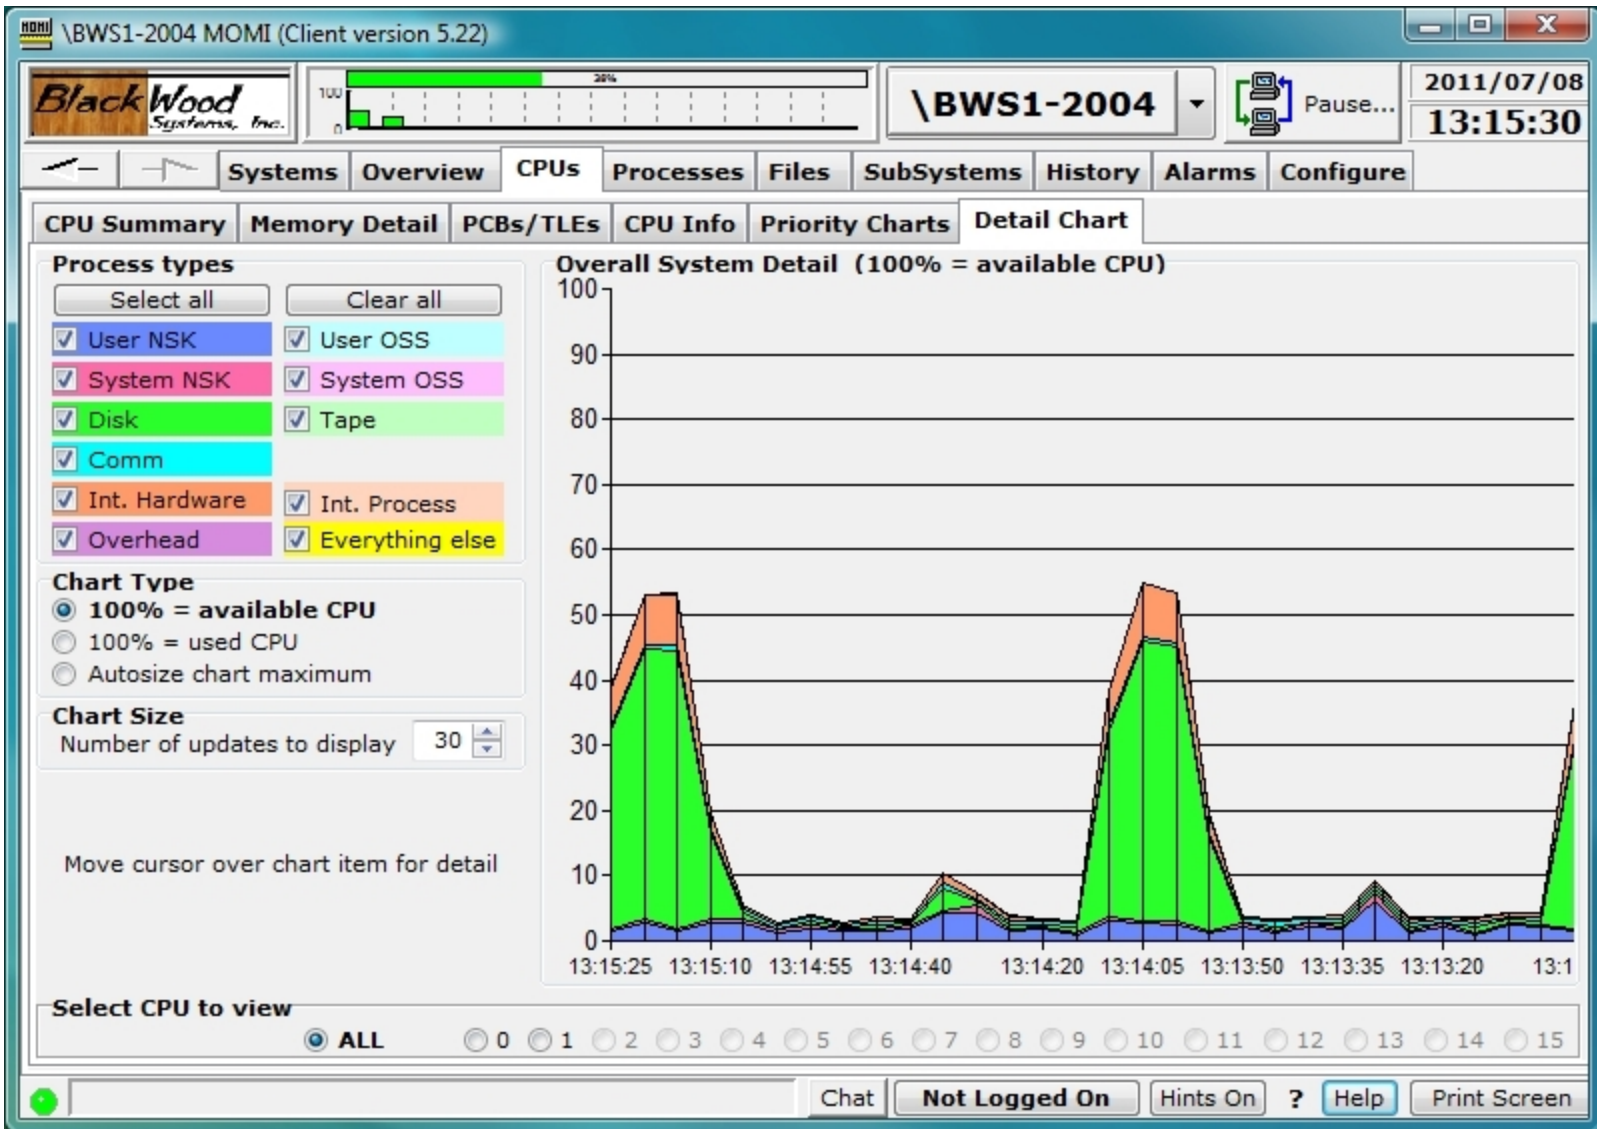 \BWS1-2004 MOMI (Client version 5.22)
BlackWood
Systems, Inc.
100
0
\BWS1-2004
Pause...
2011/07/08
13:15:30
Systems Overview CPUs Processes Files SubSystems History Alarms Configure
CPU Summary Memory Detail PCBs/TLEs CPU Info Priority Charts Detail Chart
Process types
Select all Clear all
User NSK User OSS
System NSK System OSS
Disk Tape
Comm
Int. Hardware Int. Process
Overhead Everything else
Chart Type
100% = available CPU
100% = used CPU
Autosize chart maximum
Chart Size
Number of updates to display 30
Move cursor over chart item for detail
Overall System Detail (100% = available CPU)
100
90
80
70
60
50
40
30
20
10
0
13:15:25 13:15:10 13:14:55 13:14:40 13:14:20 13:14:05 13:13:50 13:13:35 13:13:20 13:1
Select CPU to view
ALL 0 1 2 3 4 5 6 7 8 9 10 11 12 13 14 15
Chat Not Logged On Hints On ? Help Print Screen